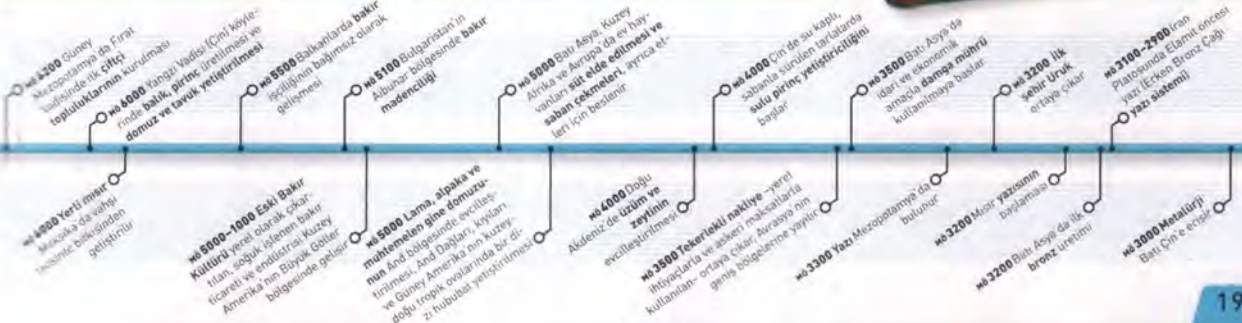 MÖ 6200 Güney
Mezopotamya'da Fırat
Vadisi'nde ilk çiftçi
topluluklarının kurulması
MÖ 6000 Yangzi Vadisi (Çin) köyle-
rinde balık, pirinç üretilmesi ve
domuz ve tavuk yetiştirilmesi
MÖ 5500 Balkanlarda bakır
işçiliğinin bağımsız olarak
gelişmesi
MÖ 5100 Bulgaristan'ın
Aibunar bölgesinde bakır
madenciliği
MÖ 5000 Batı Asya, Kuzey
Afrika ve Avrupa'da ev hay-
vanları süt elde edilmesi ve
saban çekmeleri, ayrıca et-
leri için beslenir
MÖ 4000 Çin'de su kaplı,
sabanla sürülen tarlalarda
sulu pirinç yetiştiriciliğini
başlar
MÖ 3500 Batı Asya'da
idari ve ekonomik
amaçla damga mührü
kullanılmaya başlar
MÖ 3200 İlk
şehir Uruk
ortaya çıkar
MÖ 3100–2900 İran
Platosunda Elamit öncesi
yazı (Erken Bronz Çağı
yazı sistemi)
Yerli mısır
Meksika'da vahşi
bitkisinden
geliştirilir
MÖ 5000–1000 Eski Bakır
Kültürü yerel olarak çıkar-
tılan, soğuk işlenen bakır
ticareti ve endüstrisi Kuzey
Amerika'nın Büyük Göller
bölgesinde gelişir
MÖ 5000 Lama, alpaka ve
muhtemelen gine domuzu-
nun And bölgesinde evcilleş-
tirilmesi, And Dağları, kıyıları
ve Güney Amerika'nın kuzey-
doğu tropik ovalarında bir di-
zi hububat yetiştirilmesi
MÖ 4000 Doğu
Akdeniz'de üzüm ve
zeytinin
evcilleştirilmesi
MÖ 3500 Tekerlekli nakliye –yerel
ihtiyaçlarla ve askeri maksatlarla
kullanılan– ortaya çıkar, Avrasya'nın
geniş bölgelerine yayılır
MÖ 3300 Yazı Mezopotamya'da
bulunur
MÖ 3200 Mısır yazısının
başlaması
MÖ 3200 Batı Asya'da ilk
bronz üretimi
MÖ 3000 Metalürji
Batı Çin'e erişir
19